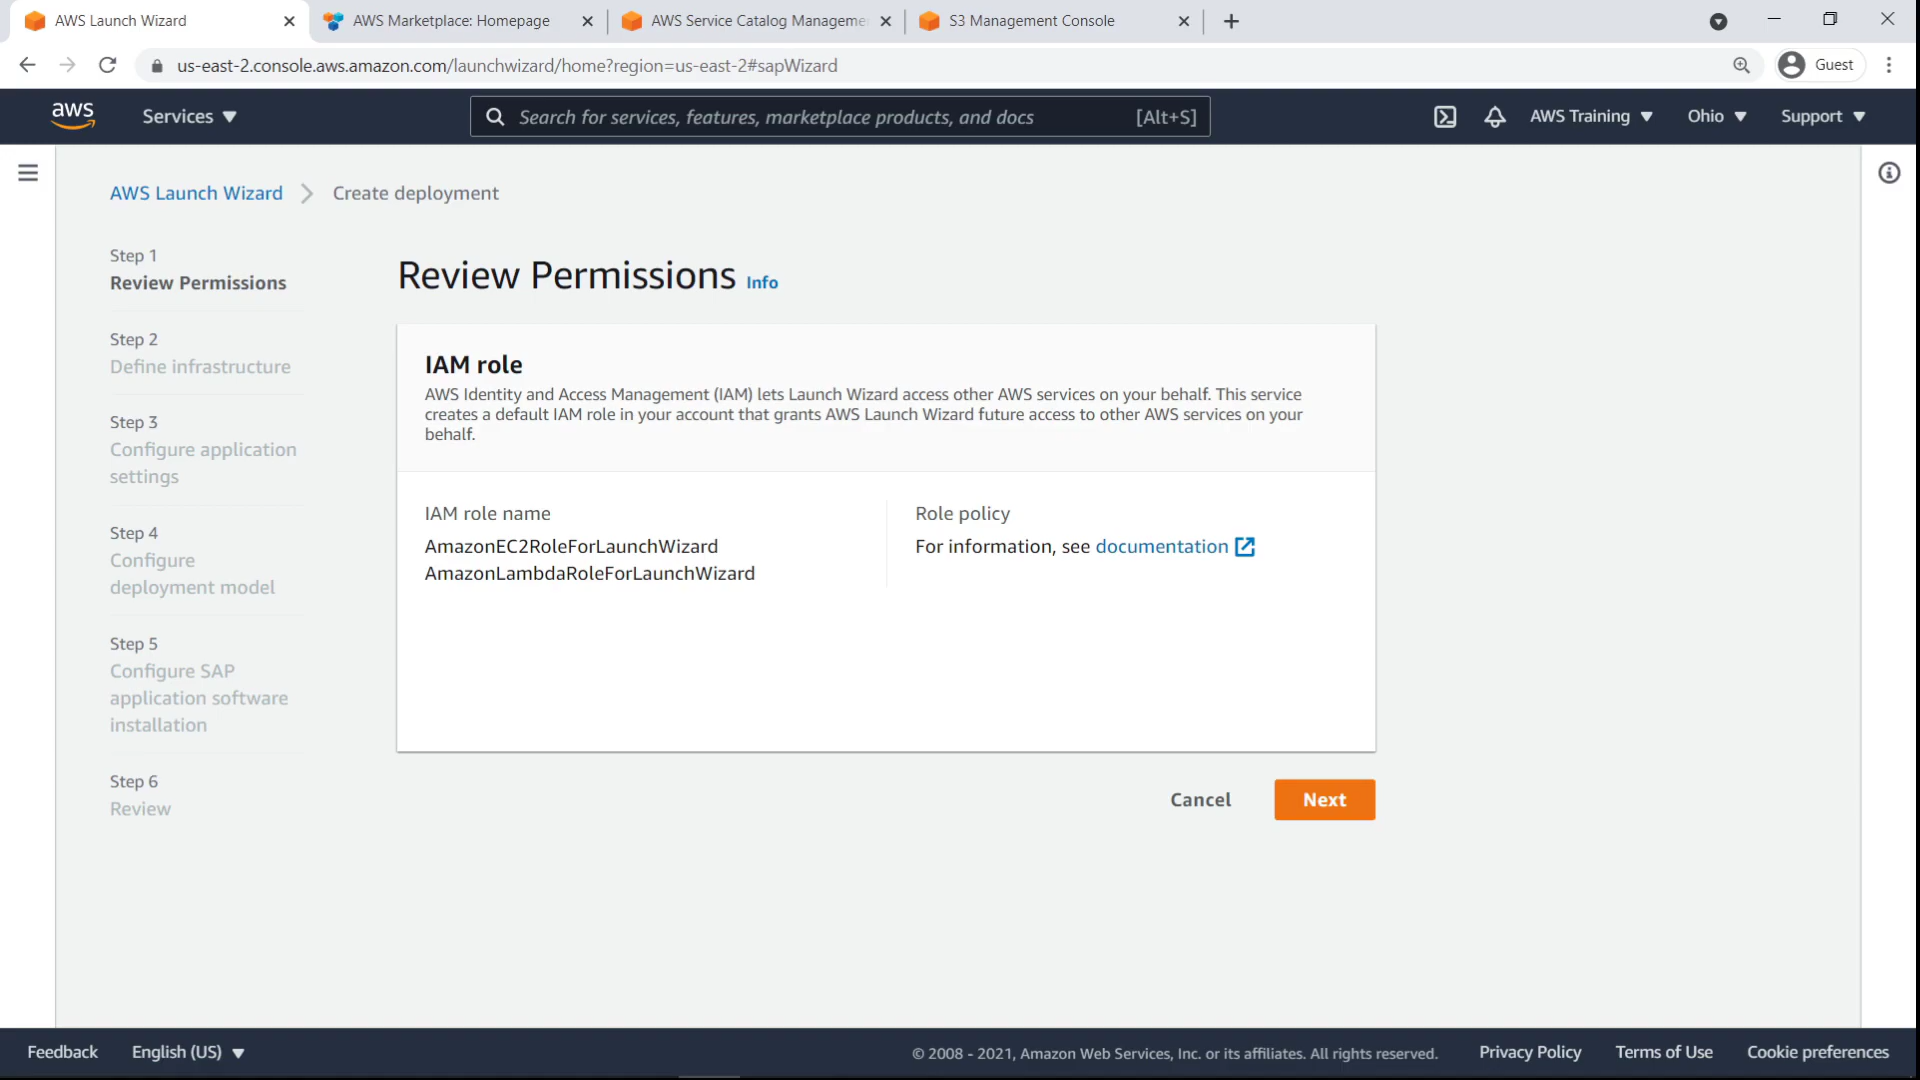 AWS Launch Wizard
AWS Marketplace: Homepage
AWS Service Catalog Manageme
S3 Management Console
us-east-2.console.aws.amazon.com/launchwizard/home?region=us-east-2#sapWizard
Guest
aws
Services
Search for services, features, marketplace products, and docs
[Alt+S]
AWS Training
Ohio
Support
AWS Launch Wizard
Create deployment
Step 1
Review Permissions
Step 2
Define infrastructure
Step 3
Configure application
settings
Step 4
Configure
deployment model
Step 5
Configure SAP
application software
installation
Step 6
Review
Review Permissions Info
IAM role
AWS Identity and Access Management (IAM) lets Launch Wizard access other AWS services on your behalf. This service
creates a default IAM role in your account that grants AWS Launch Wizard future access to other AWS services on your
behalf.
IAM role name
AmazonEC2RoleForLaunchWizard
AmazonLambdaRoleForLaunchWizard
Role policy
For information, see documentation
Cancel
Next
Feedback
English (US)
© 2008 - 2021, Amazon Web Services, Inc. or its affiliates. All rights reserved.
Privacy Policy
Terms of Use
Cookie preferences